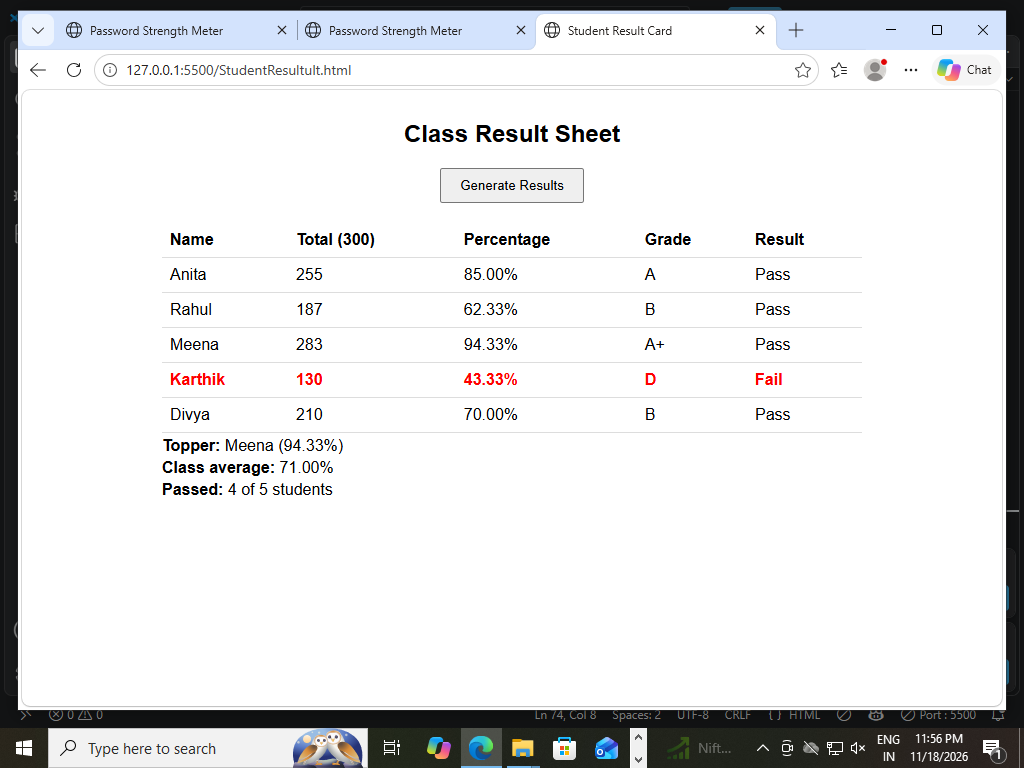 Password Strength Meter
Password Strength Meter
Student Result Card
127.0.0.1:5500/StudentResultult.html
Chat
Class Result Sheet
Generate Results
Name Total (300) Percentage Grade Result
Anita 255 85.00% A Pass
Rahul 187 62.33% B Pass
Meena 283 94.33% A+ Pass
Karthik 130 43.33% D Fail
Divya 210 70.00% B Pass
Topper: Meena (94.33%)
Class average: 71.00%
Passed: 4 of 5 students
0 0 Ln 74, Col 8 Spaces: 2 UTF-8 CRLF {} HTML Port : 5500
Type here to search
Nift...
ENG
IN
11:56 PM
11/18/2026
1